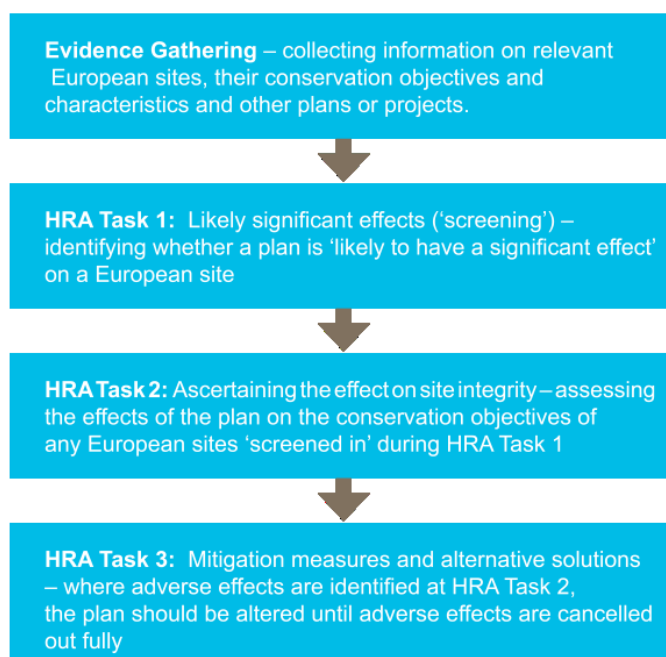 Evidence Gathering – collecting information on relevant
European sites, their conservation objectives and
characteristics and other plans or projects.
HRA Task 1: Likely significant effects (‘screening’) –
identifying whether a plan is ‘likely to have a significant effect’
on a European site
HRA Task 2: Ascertaining the effect on site integrity – assessing
the effects of the plan on the conservation objectives of
any European sites ‘screened in’ during HRA Task 1
HRA Task 3: Mitigation measures and alternative solutions
– where adverse effects are identified at HRA Task 2,
the plan should be altered until adverse effects are cancelled
out fully